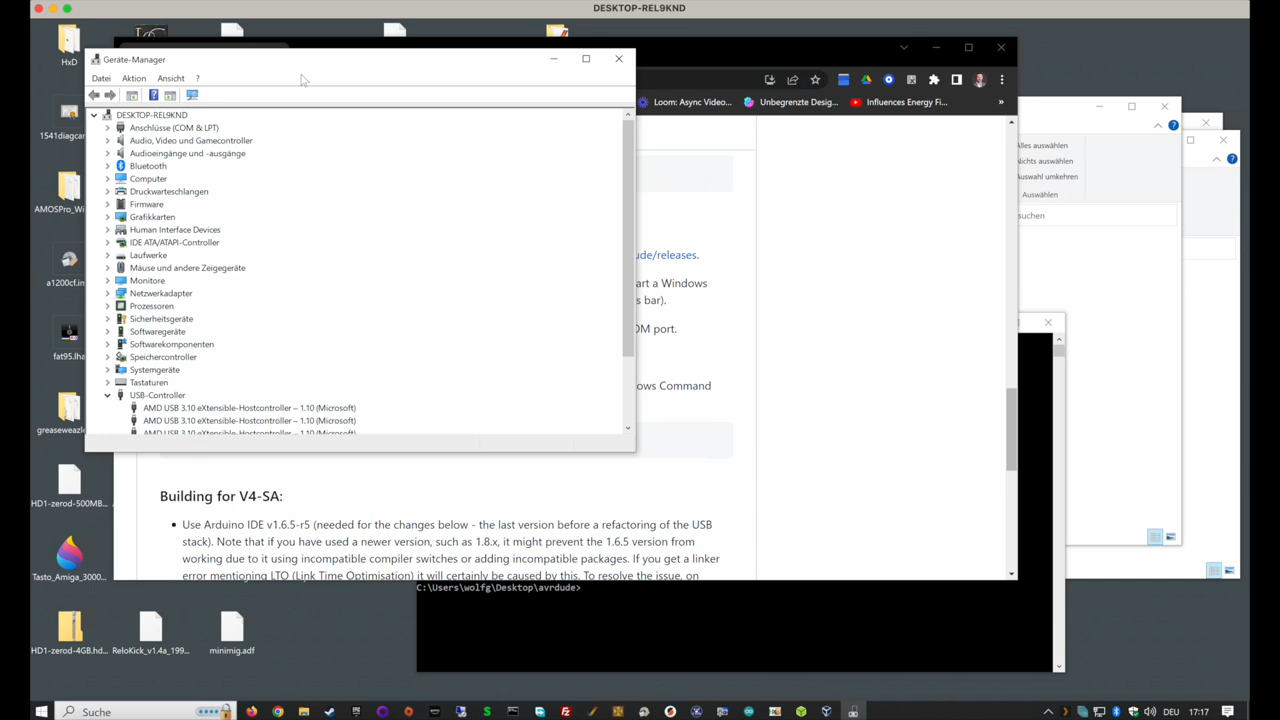 DESKTOP-REL9KND
HxD
1541diagcar
AMOSPro_Wi
a1200cf.in
fat95.lha
greaseweazle
HD1-zerod-500MB...
Tasto_Amiga_3000...
HD1-zerod-4GB.hd...
ReloKick_v1.4a_199...
minimig.adf
Geräte-Manager
Datei Aktion Ansicht ?
DESKTOP-REL9KND
Anschlüsse (COM & LPT)
Audio, Video und Gamecontroller
Audioeingänge und -ausgänge
Bluetooth
Computer
Druckwarteschlangen
Firmware
Grafikkarten
Human Interface Devices
IDE ATA/ATAPI-Controller
Laufwerke
Mäuse und andere Zeigegeräte
Monitore
Netzwerkadapter
Prozessoren
Sicherheitsgeräte
Softwaregeräte
Softwarekomponenten
Speichercontroller
Systemgeräte
Tastaturen
USB-Controller
AMD USB 3.10 eXtensible-Hostcontroller – 1.10 (Microsoft)
AMD USB 3.10 eXtensible-Hostcontroller – 1.10 (Microsoft)
AMD USB 3.10 eXtensible-Hostcontroller – 1.10 (Microsoft)
Loom: Async Video... Unbegrenzte Desig... Influences Energy Fi... »
ude/releases.
art a Windows
s bar).
OM port.
ows Command
Building for V4-SA:
Use Arduino IDE v1.6.5-r5 (needed for the changes below - the last version before a refactoring of the USB
stack). Note that if you have used a newer version, such as 1.8.x, it might prevent the 1.6.5 version from
working due to it using incompatible compiler switches or adding incompatible packages. If you get a linker
error mentioning LTO (Link Time Optimisation) it will certainly be caused by this. To resolve the issue, on
Alles auswählen
Nichts auswählen
Auswahl umkehren
Auswählen
suchen
C:\Users\wolfg\Desktop\avrdude>
Suche
DEU 17:17